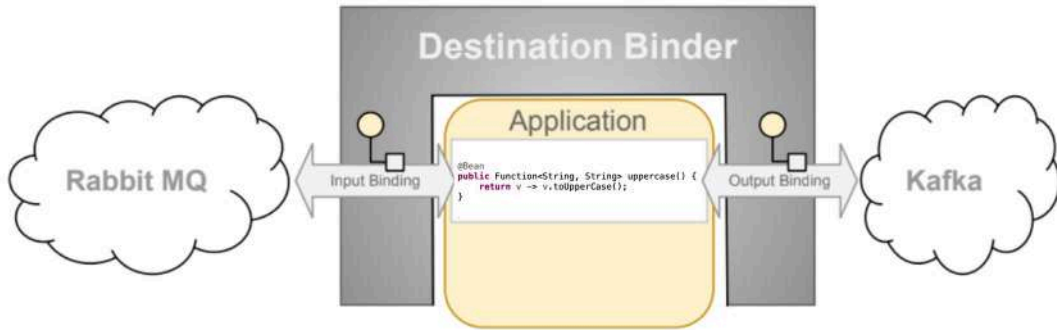 Destination Binder
Application
Rabbit MQ
Input Binding
@Bean
public Function<String, String> uppercase() {
    return v -> v.toUpperCase();
}
Output Binding
Kafka